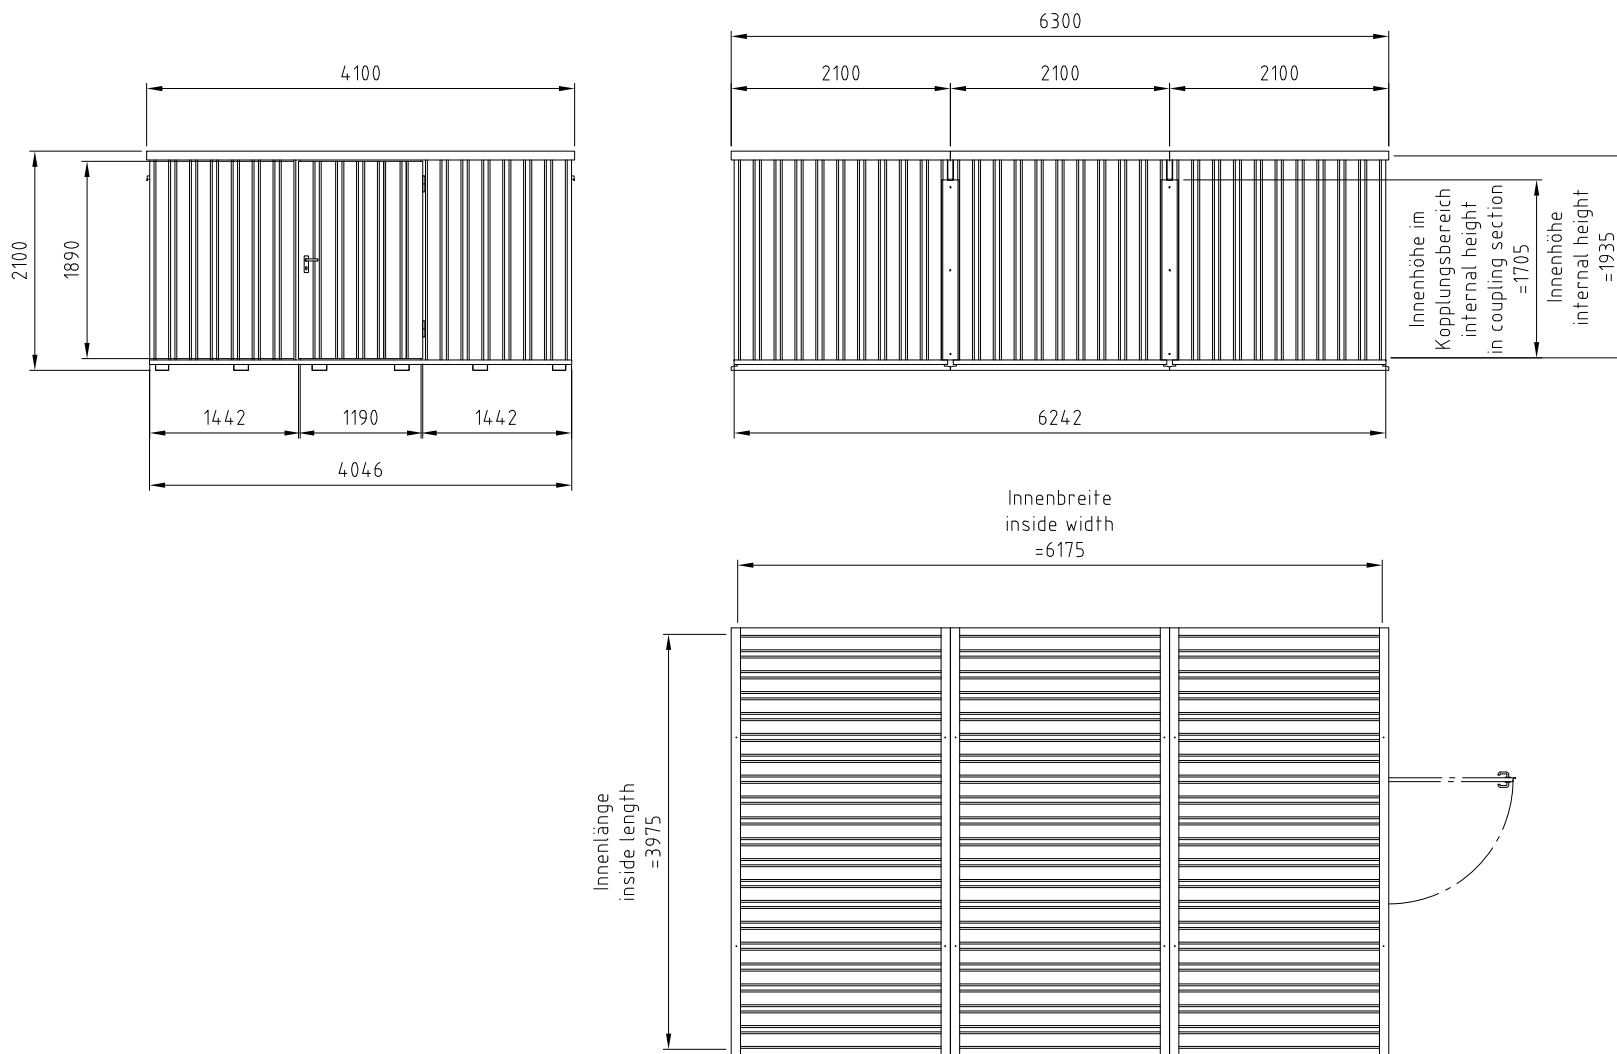 6300
4100
2100
2100
2100
2100
1890
Innenhöhe im
Kopplungsbereich
internal height
in coupling section
=1705
Innenhöhe
internal height
=1935
1442
1190
1442
4046
6242
Innenbreite
inside width
=6175
Innenlänge
inside length
=3975